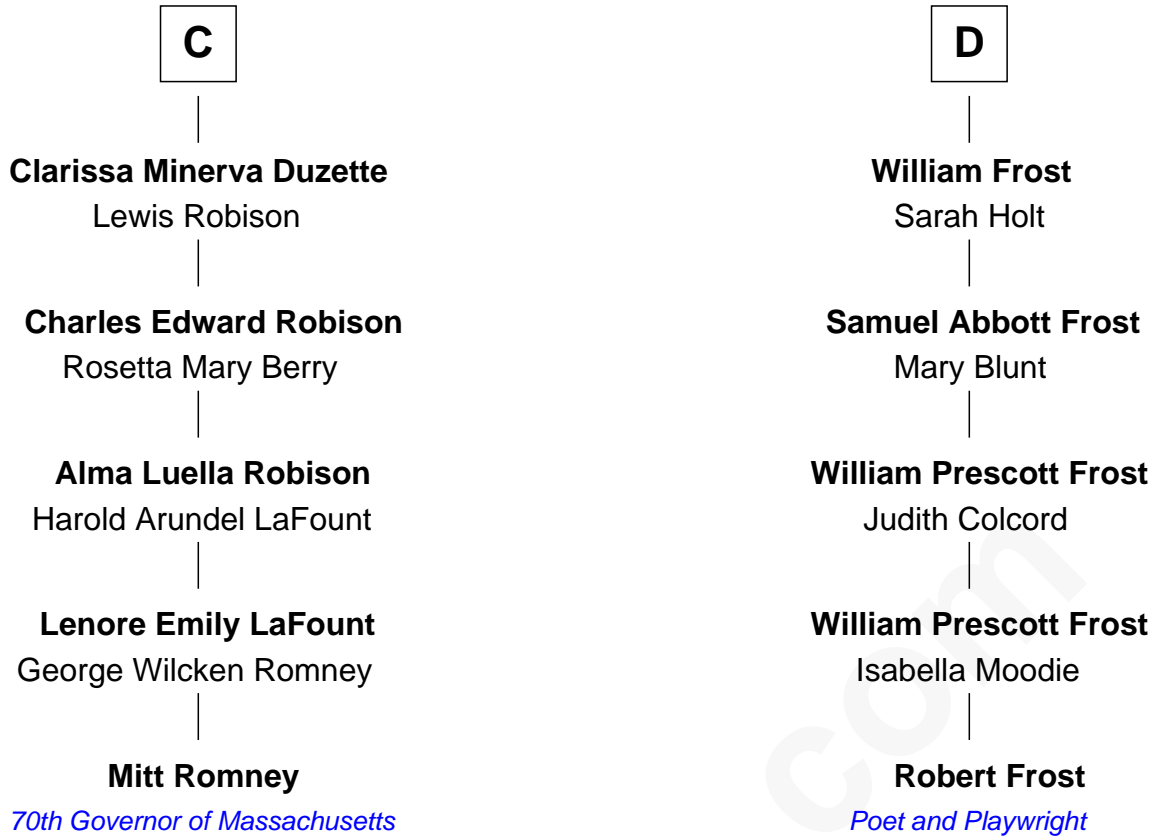 C
Clarissa Minerva Duzette
Lewis Robison
Charles Edward Robison
Rosetta Mary Berry
Alma Luella Robison
Harold Arundel LaFount
Lenore Emily LaFount
George Wilcken Romney
Mitt Romney
70th Governor of Massachusetts
D
William Frost
Sarah Holt
Samuel Abbott Frost
Mary Blunt
William Prescott Frost
Judith Colcord
William Prescott Frost
Isabella Moodie
Robert Frost
Poet and Playwright
com